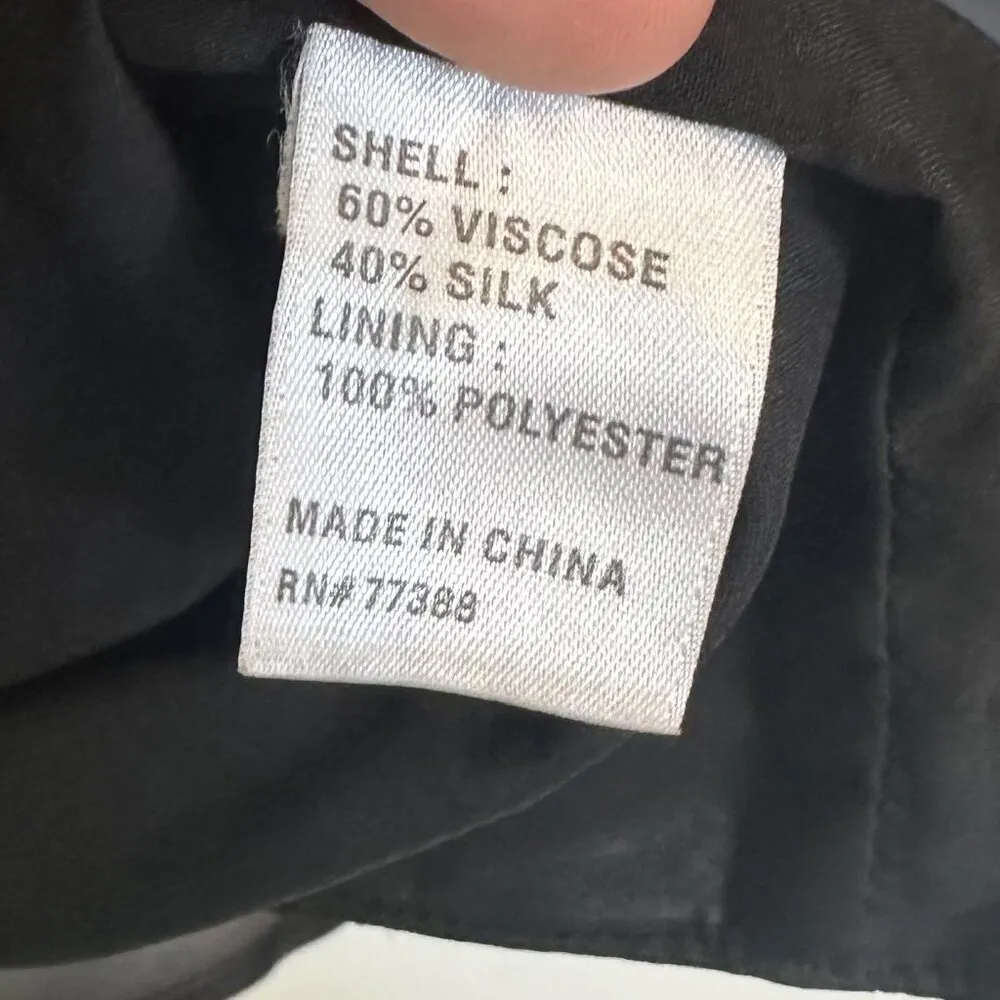 SHELL :
60% VISCOSE
40% SILK
LINING :
100% POLYESTER
MADE IN CHINA
RN# 77388